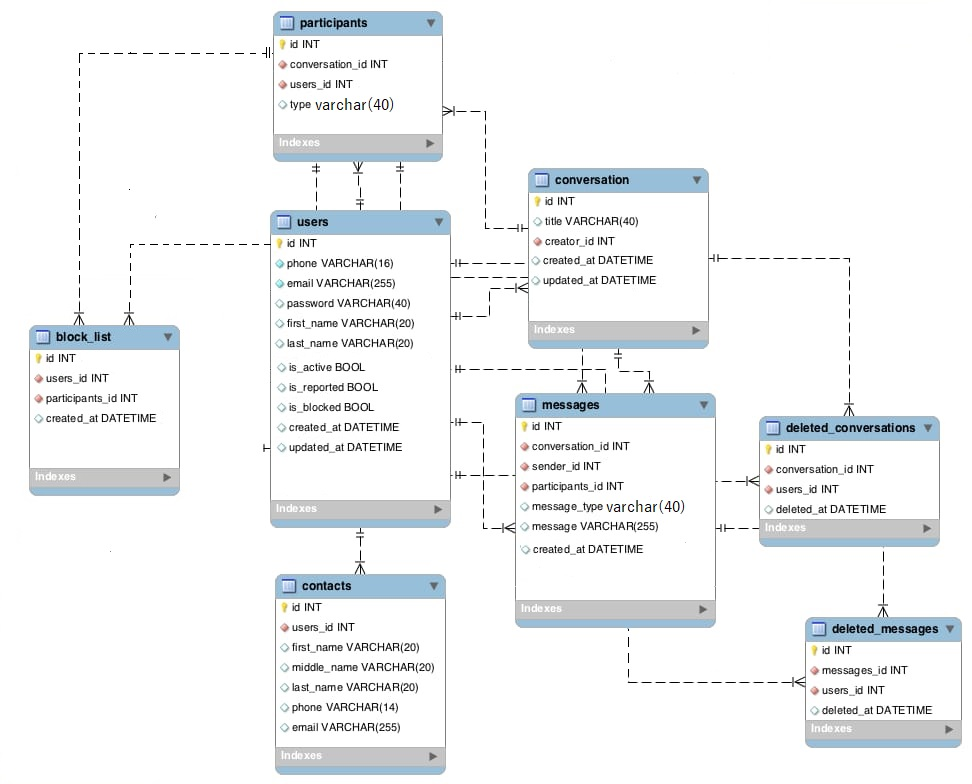 participants
id INT
conversation_id INT
users_id INT
type varchar(40)
Indexes
conversation
id INT
title VARCHAR(40)
creator_id INT
created_at DATETIME
updated_at DATETIME
Indexes
users
id INT
phone VARCHAR(16)
email VARCHAR(255)
password VARCHAR(40)
first_name VARCHAR(20)
last_name VARCHAR(20)
is_active BOOL
is_reported BOOL
is_blocked BOOL
created_at DATETIME
updated_at DATETIME
Indexes
block_list
id INT
users_id INT
participants_id INT
created_at DATETIME
Indexes
messages
id INT
conversation_id INT
sender_id INT
participants_id INT
message_type varchar(40)
message VARCHAR(255)
created_at DATETIME
Indexes
deleted_conversations
id INT
conversation_id INT
users_id INT
deleted_at DATETIME
Indexes
contacts
id INT
users_id INT
first_name VARCHAR(20)
middle_name VARCHAR(20)
last_name VARCHAR(20)
phone VARCHAR(14)
email VARCHAR(255)
Indexes
deleted_messages
id INT
messages_id INT
users_id INT
deleted_at DATETIME
Indexes